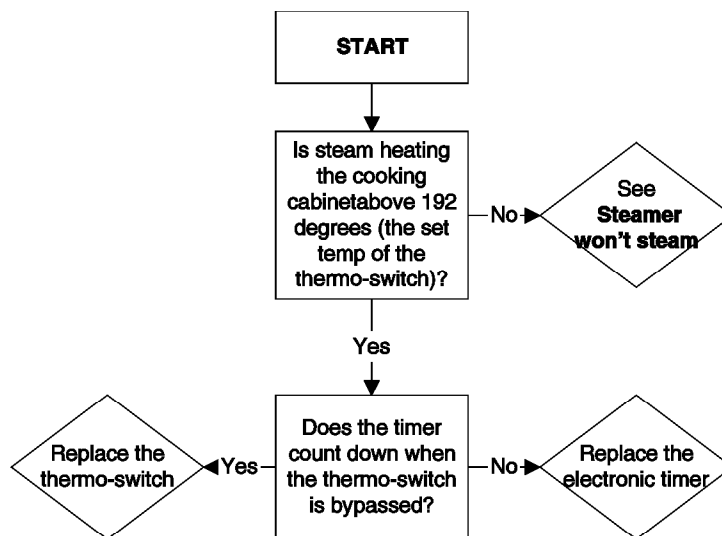 START
Is steam heating
the cooking
cabinetabove 192
degrees (the set
temp of the
thermo-switch)?
No
See
Steamer
won't steam
Yes
Does the timer
count down when
the thermo-switch
is bypassed?
Yes
Replace the
thermo-switch
No
Replace the
electronic timer